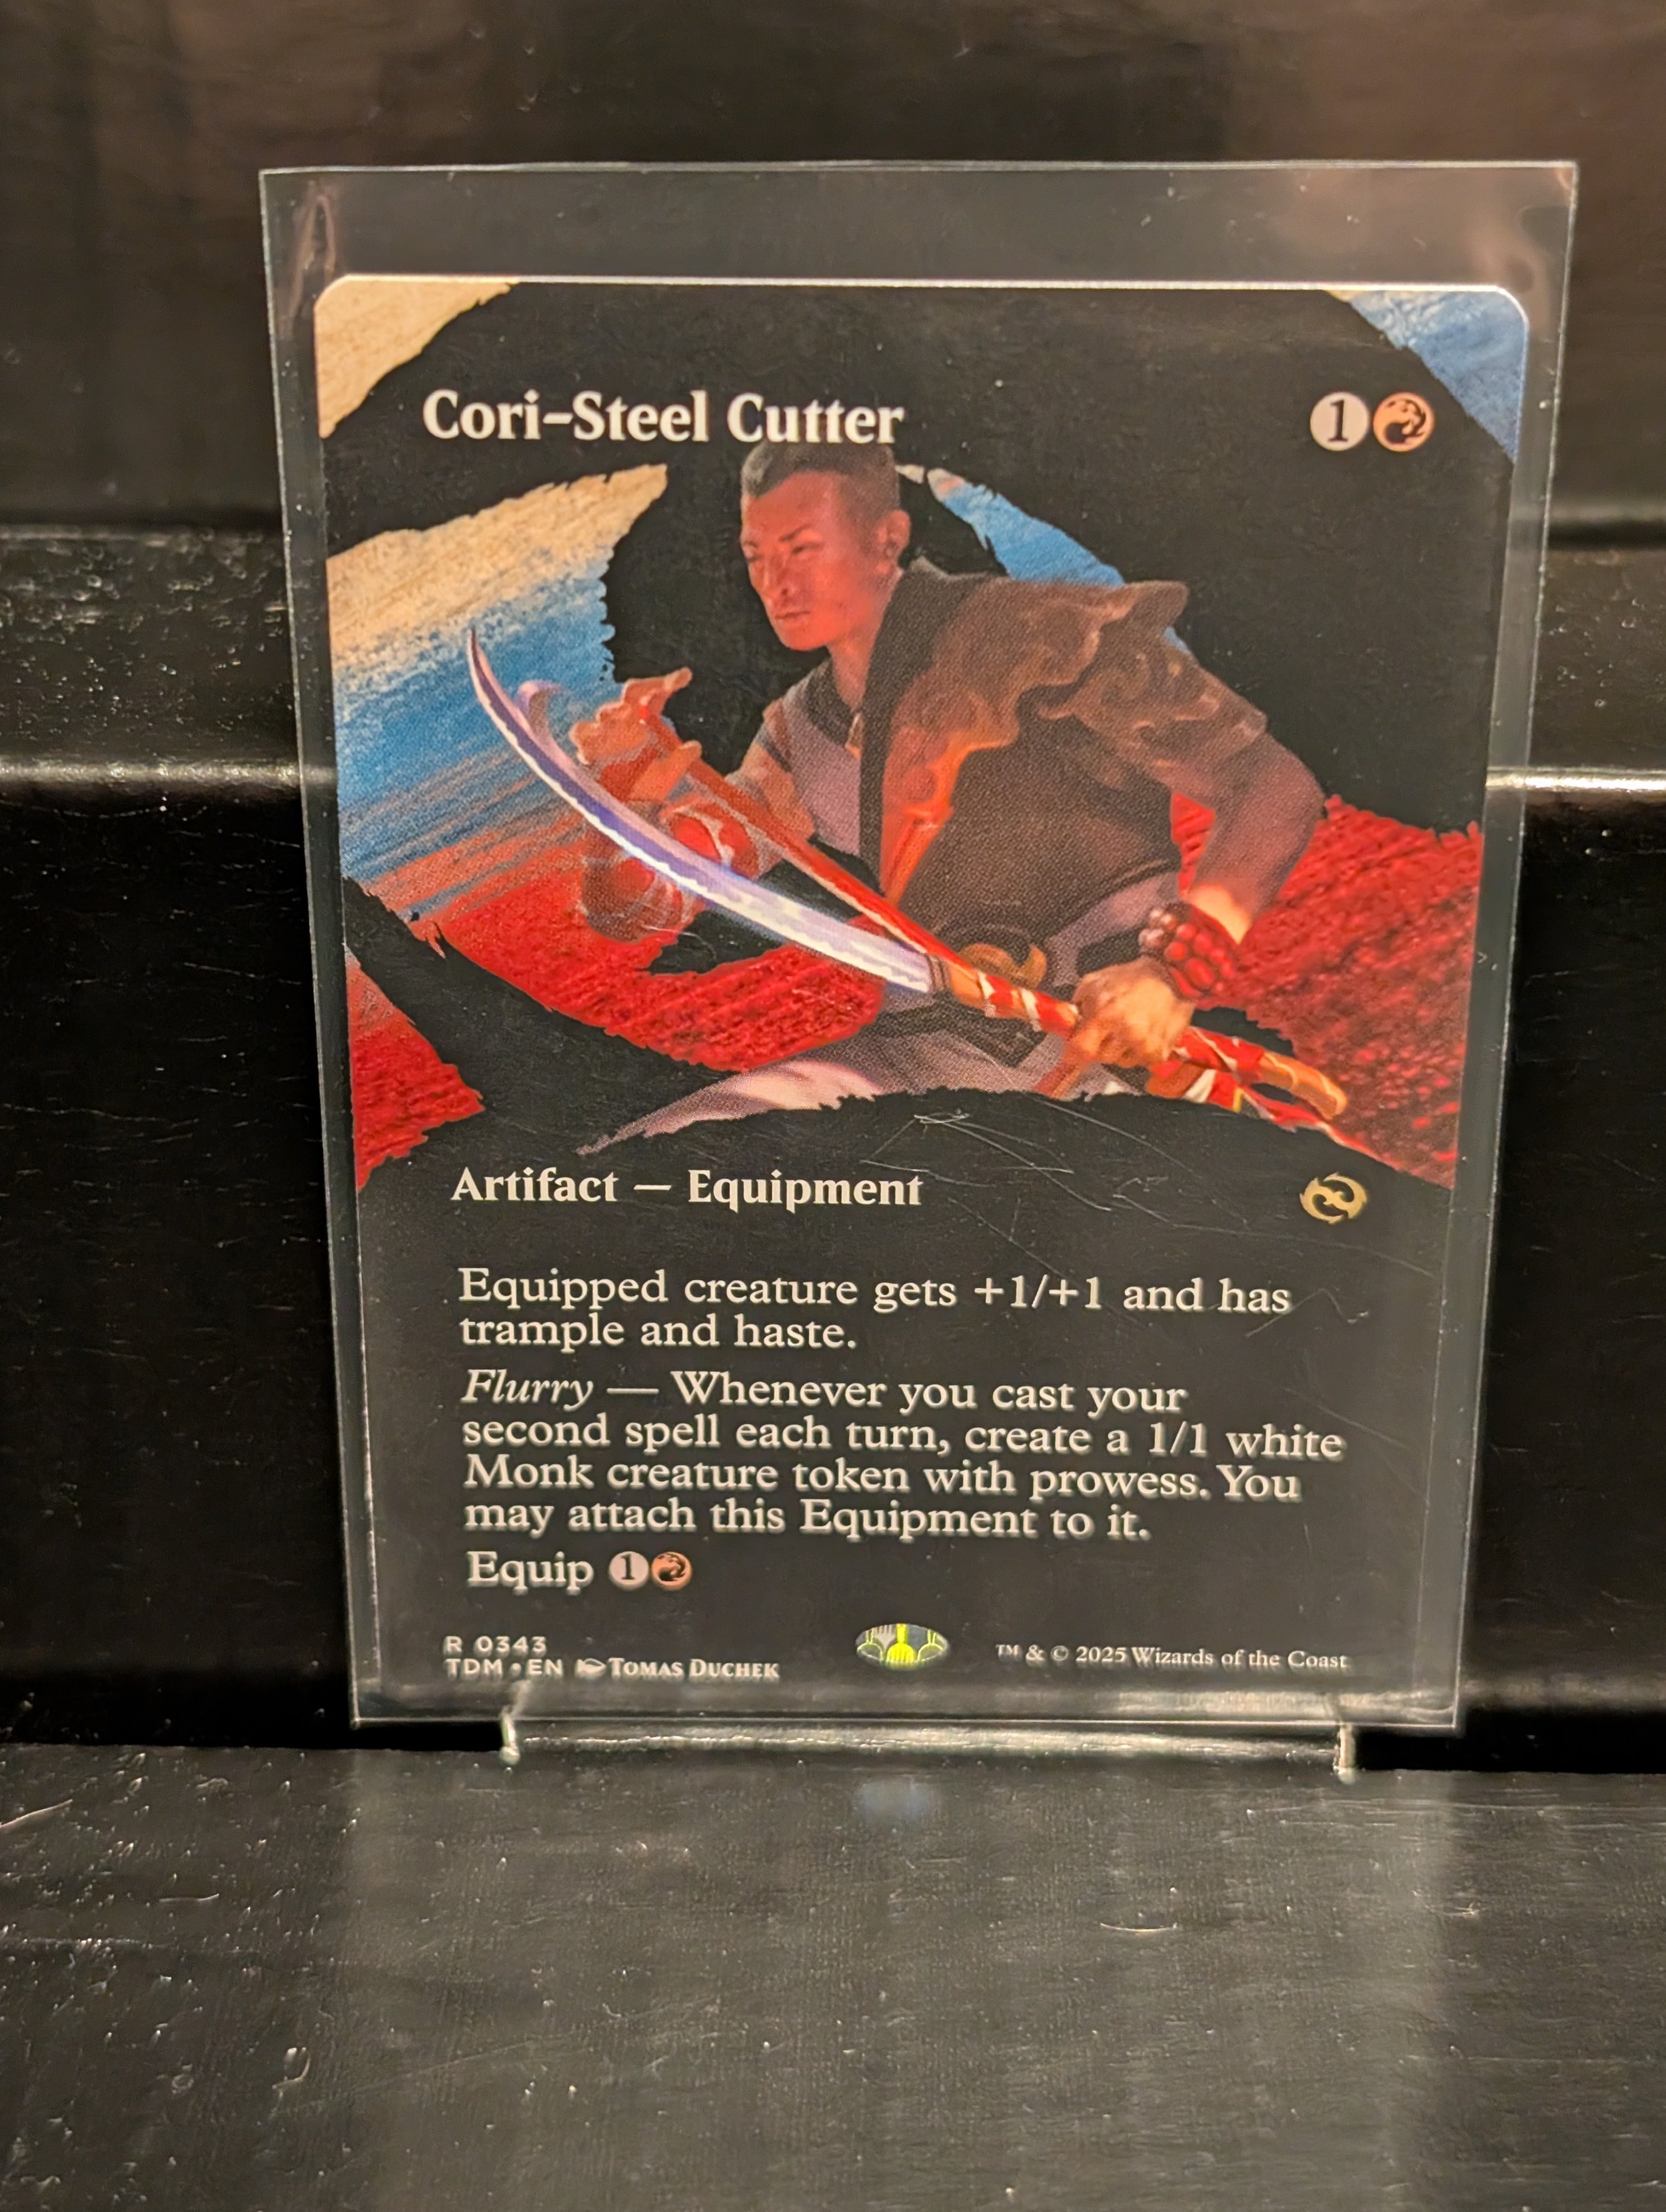 Cori-Steel Cutter 1
Artifact — Equipment
Equipped creature gets +1/+1 and has
trample and haste.
Flurry — Whenever you cast your
second spell each turn, create a 1/1 white
Monk creature token with prowess. You
may attach this Equipment to it.
Equip 1
R 0343
TDM • EN Tomas Duchek
™ & © 2025 Wizards of the Coast